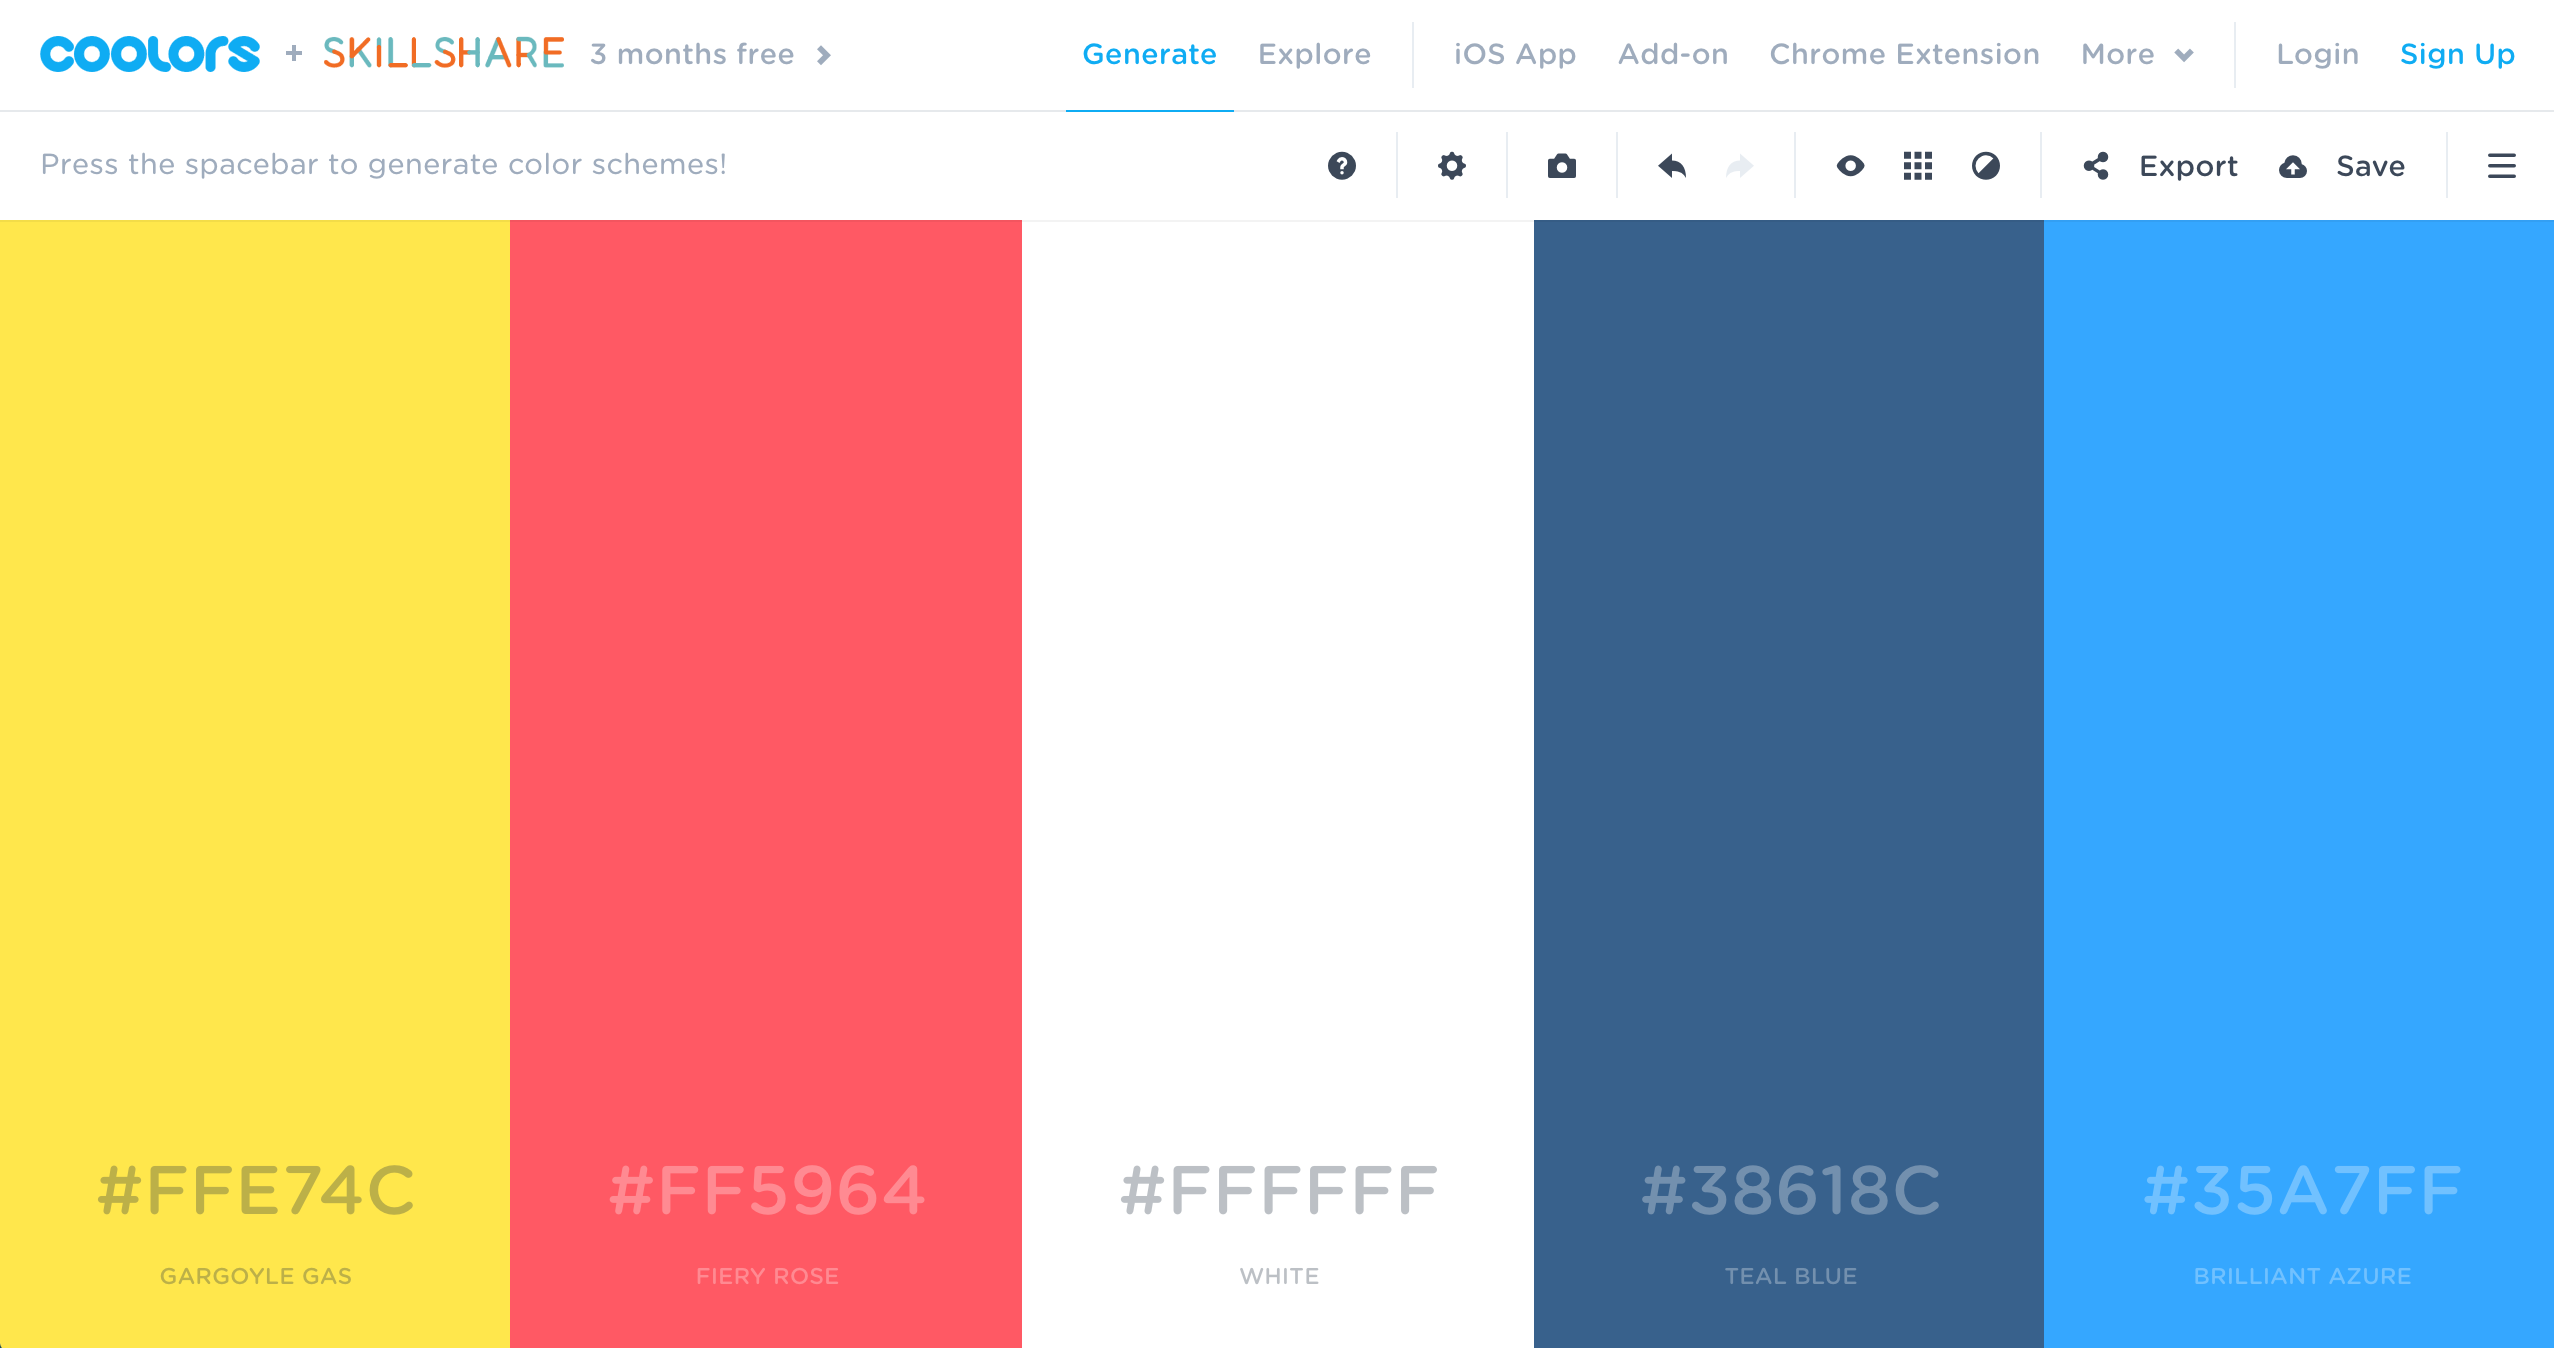 coolors + SKILLSHARE 3 months free
Generate Explore iOS App Add-on Chrome Extension More Login Sign Up
Press the spacebar to generate color schemes!
? Export Save
#FFE74C
GARGOYLE GAS
#FF5964
FIERY ROSE
#FFFFFF
WHITE
#38618C
TEAL BLUE
#35A7FF
BRILLIANT AZURE